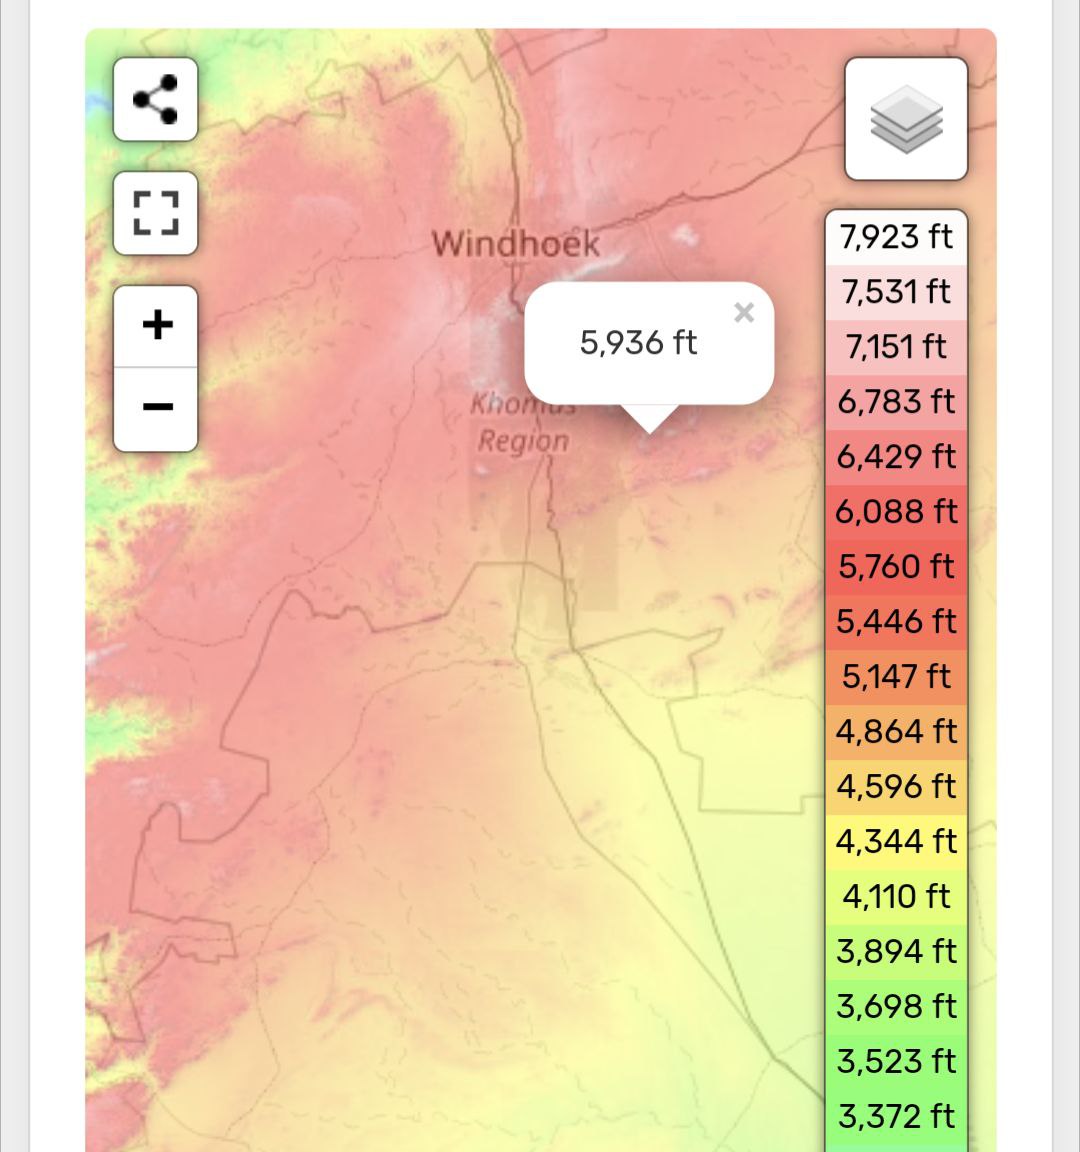 Windhoek
5,936 ft
×
Khomas
Region
+
−
7,923 ft
7,531 ft
7,151 ft
6,783 ft
6,429 ft
6,088 ft
5,760 ft
5,446 ft
5,147 ft
4,864 ft
4,596 ft
4,344 ft
4,110 ft
3,894 ft
3,698 ft
3,523 ft
3,372 ft